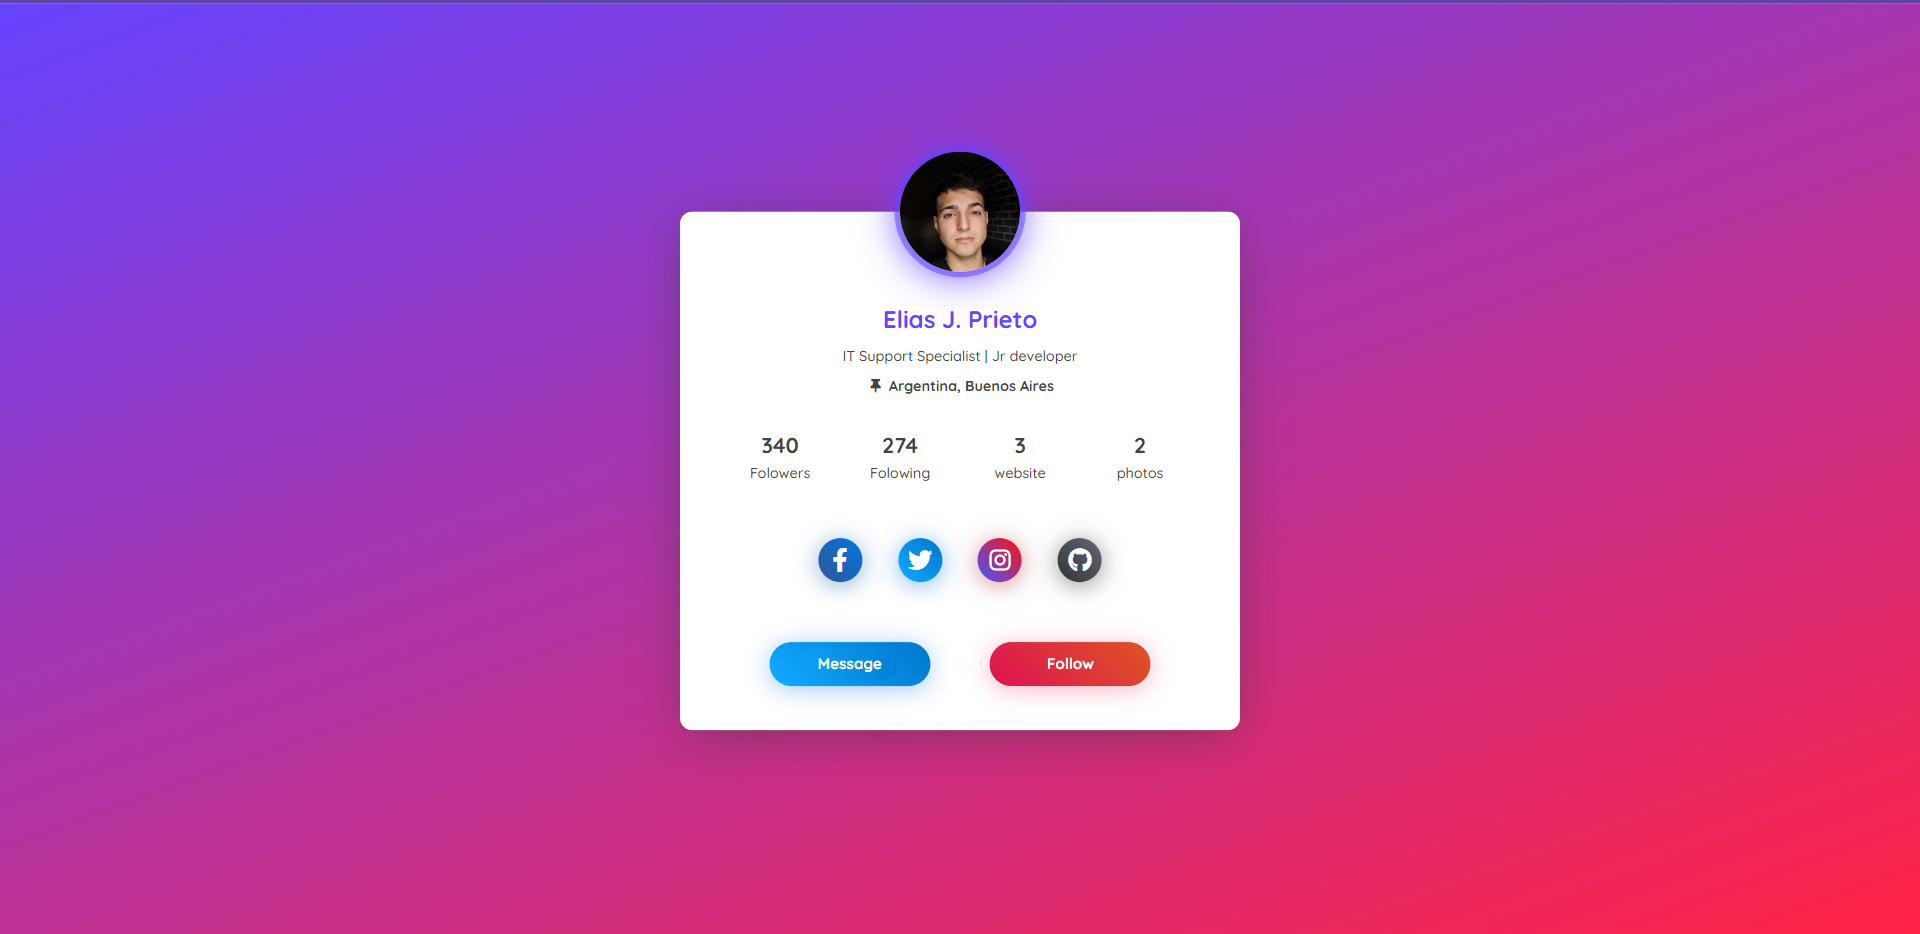 Elias J. Prieto
IT Support Specialist | Jr developer
Argentina, Buenos Aires
340 274 3 2
Folowers Folowing website photos
Message Follow